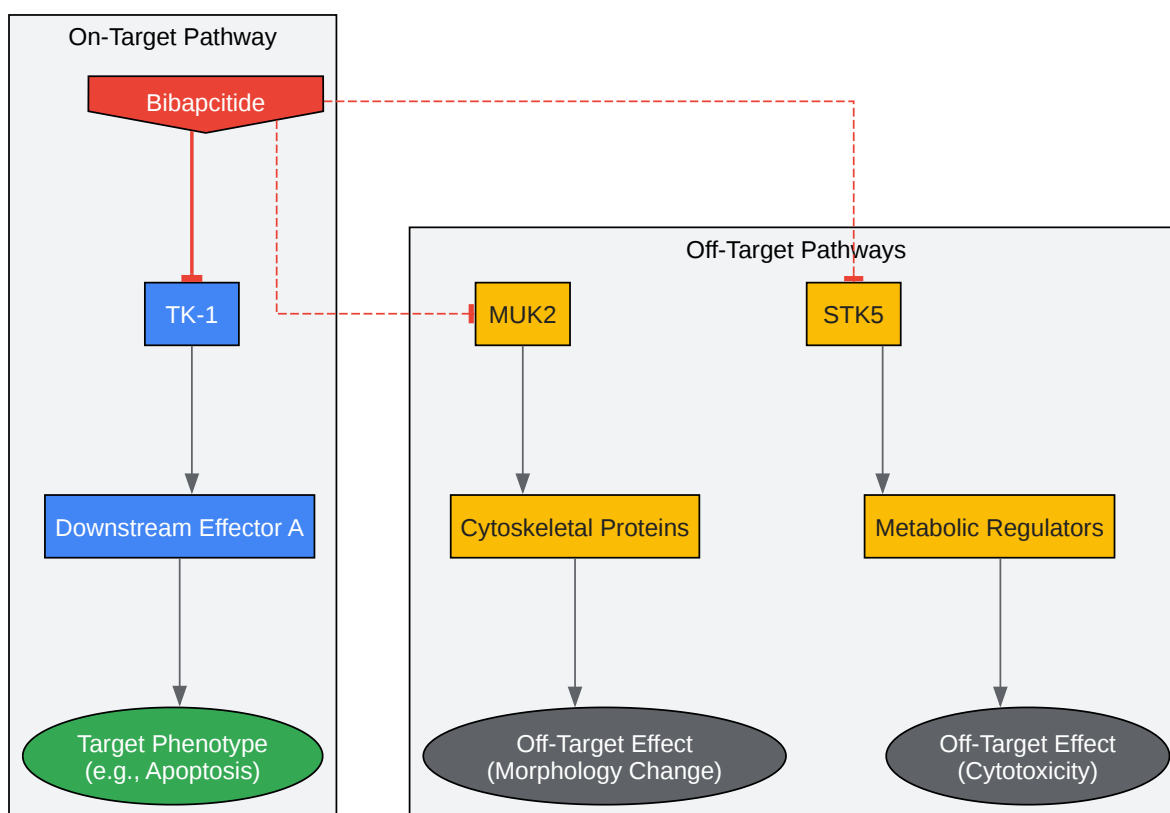 On-Target Pathway
Bibapcitide
TK-1
Downstream Effector A
Target Phenotype
(e.g., Apoptosis)
Off-Target Pathways
MUK2
STK5
Cytoskeletal Proteins
Metabolic Regulators
Off-Target Effect
(Morphology Change)
Off-Target Effect
(Cytotoxicity)